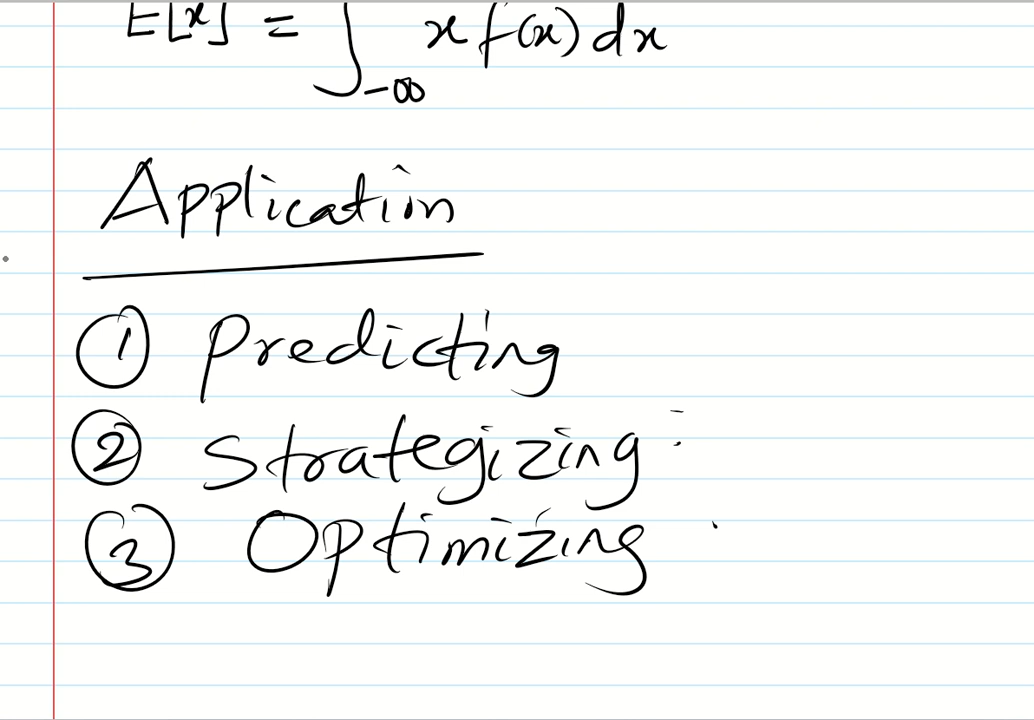 E[x] = ∫_{-∞} x f(x) dx
Application
① Predicting
② Strategizing :
③ Optimizing .